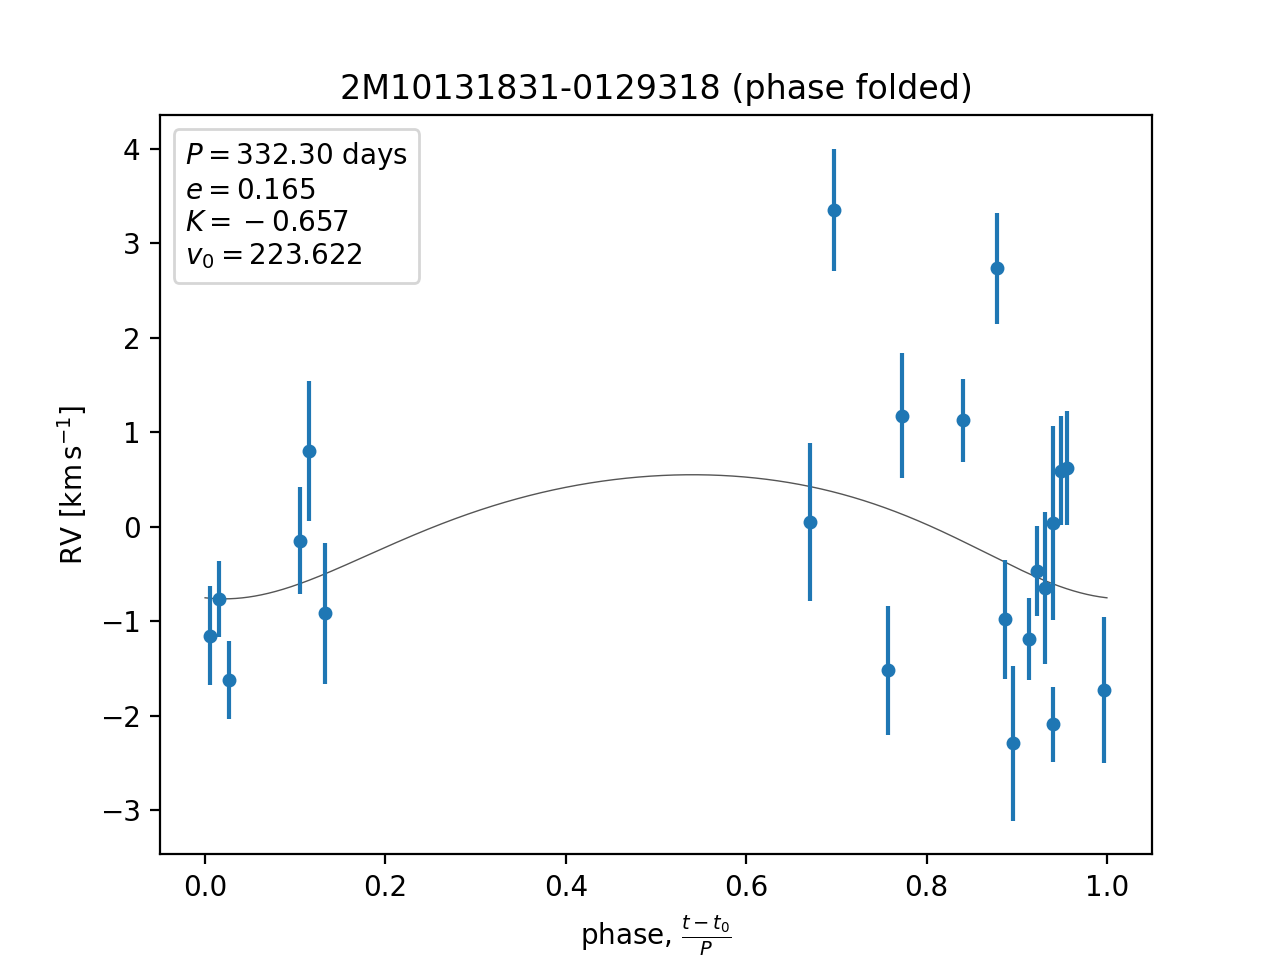 2M10131831-0129318 (phase folded)
P = 332.30 days
e = 0.165
K = −0.657
v₀ = 223.622
4
3
2
1
0
−1
−2
−3
RV [km s⁻¹]
0.0 0.2 0.4 0.6 0.8 1.0
phase, (t − t₀)/P